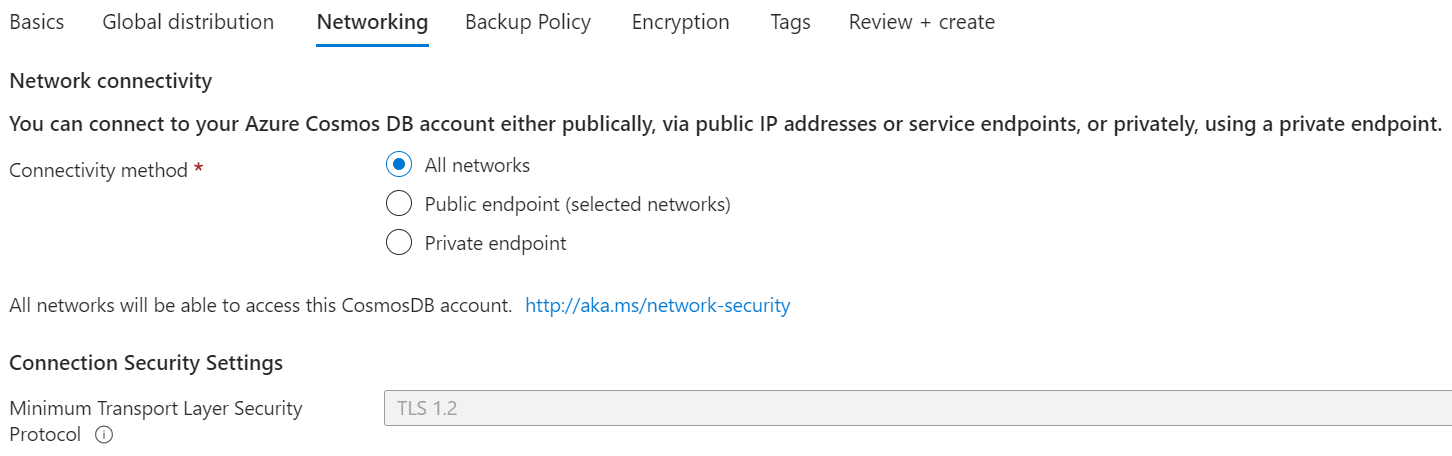 Basics Global distribution Networking Backup Policy Encryption Tags Review + create
Network connectivity
You can connect to your Azure Cosmos DB account either publically, via public IP addresses or service endpoints, or privately, using a private endpoint.
Connectivity method *
All networks
Public endpoint (selected networks)
Private endpoint
All networks will be able to access this CosmosDB account. http://aka.ms/network-security
Connection Security Settings
Minimum Transport Layer Security
Protocol
TLS 1.2